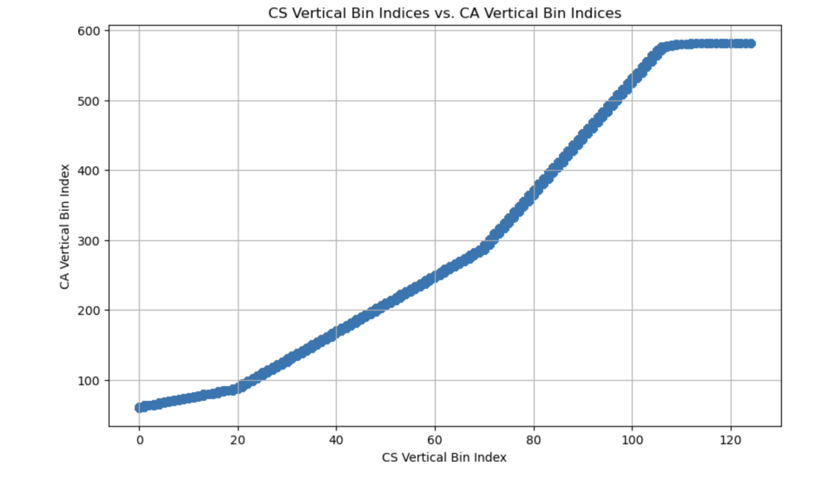 CS Vertical Bin Indices vs. CA Vertical Bin Indices
600
500
400
300
200
100
CA Vertical Bin Index
0 20 40 60 80 100 120
CS Vertical Bin Index